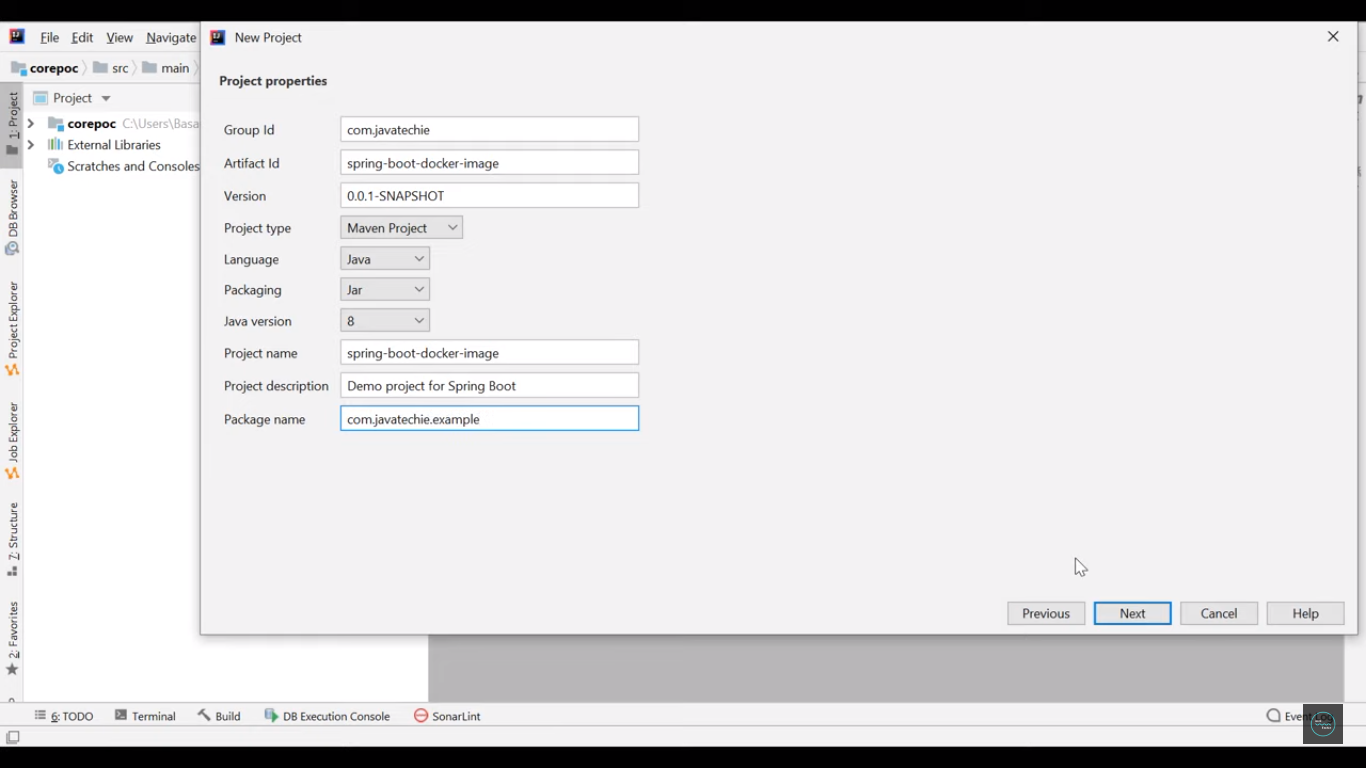 File Edit View Navigate
New Project
corepoc src main
Project properties
1: Project
Project
Group Id com.javatechie
corepoc C:\Users\Basa
External Libraries
Artifact Id spring-boot-docker-image
Scratches and Consoles
Version 0.0.1-SNAPSHOT
DB Browser
Project type Maven Project
Language Java
Packaging Jar
Project Explorer
Java version 8
Project name spring-boot-docker-image
Project description Demo project for Spring Boot
Job Explorer
Package name com.javatechie.example
7: Structure
2: Favorites
Previous Next Cancel Help
6: TODO Terminal Build DB Execution Console SonarLint Event Log